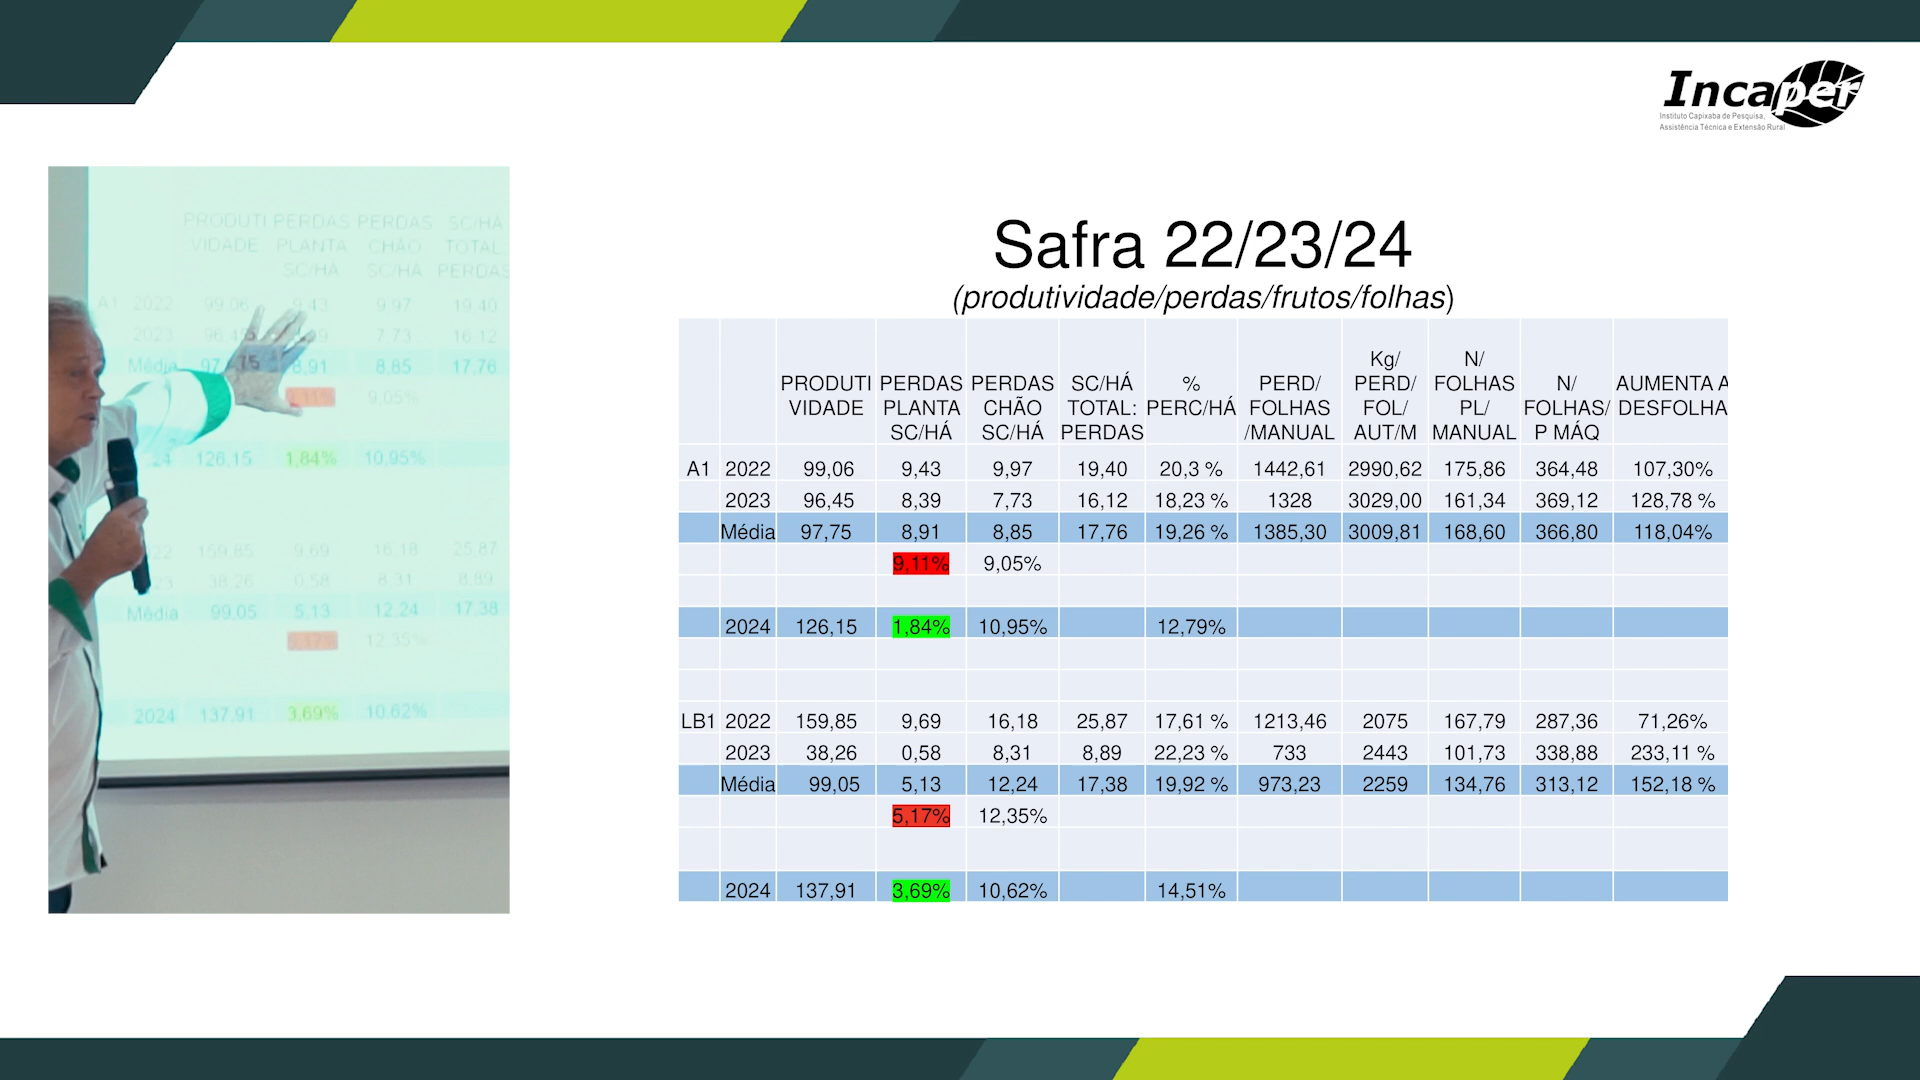 Incaper
Instituto Capixaba de Pesquisa,
Assistência Técnica e Extensão Rural
PRODUTI PERDAS PERDAS SC/HÁ
VIDADE PLANTA CHÃO TOTAL
SC/HÁ SC/HÁ PERDAS
A1 2022 99,06 9,43 9,97 19,40
2023 96,45 7,73 16,12
Média 97,75 8,91 8,85 17,76
9,05%
126,15 1,84% 10,95%
159,85 9,69 16,18 25,87
38,26 0,58 8,31 8,89
Média 99,05 5,13 12,24 17,38
5,17% 12,35%
2024 137,91 3,69% 10,62%
Safra 22/23/24
(produtividade/perdas/frutos/folhas)
PRODUTI VIDADE PERDAS PLANTA SC/HÁ PERDAS CHÃO SC/HÁ SC/HÁ TOTAL: PERDAS % PERC/HÁ PERD/ FOLHAS /MANUAL Kg/ PERD/ FOL/ AUT/M N/ FOLHAS PL/ MANUAL N/ FOLHAS/ P MÁQ AUMENTA A DESFOLHA
A1 2022 99,06 9,43 9,97 19,40 20,3 % 1442,61 2990,62 175,86 364,48 107,30%
2023 96,45 8,39 7,73 16,12 18,23 % 1328 3029,00 161,34 369,12 128,78 %
Média 97,75 8,91 8,85 17,76 19,26 % 1385,30 3009,81 168,60 366,80 118,04%
9,11% 9,05%
2024 126,15 1,84% 10,95% 12,79%
LB1 2022 159,85 9,69 16,18 25,87 17,61 % 1213,46 2075 167,79 287,36 71,26%
2023 38,26 0,58 8,31 8,89 22,23 % 733 2443 101,73 338,88 233,11 %
Média 99,05 5,13 12,24 17,38 19,92 % 973,23 2259 134,76 313,12 152,18 %
5,17% 12,35%
2024 137,91 3,69% 10,62% 14,51%